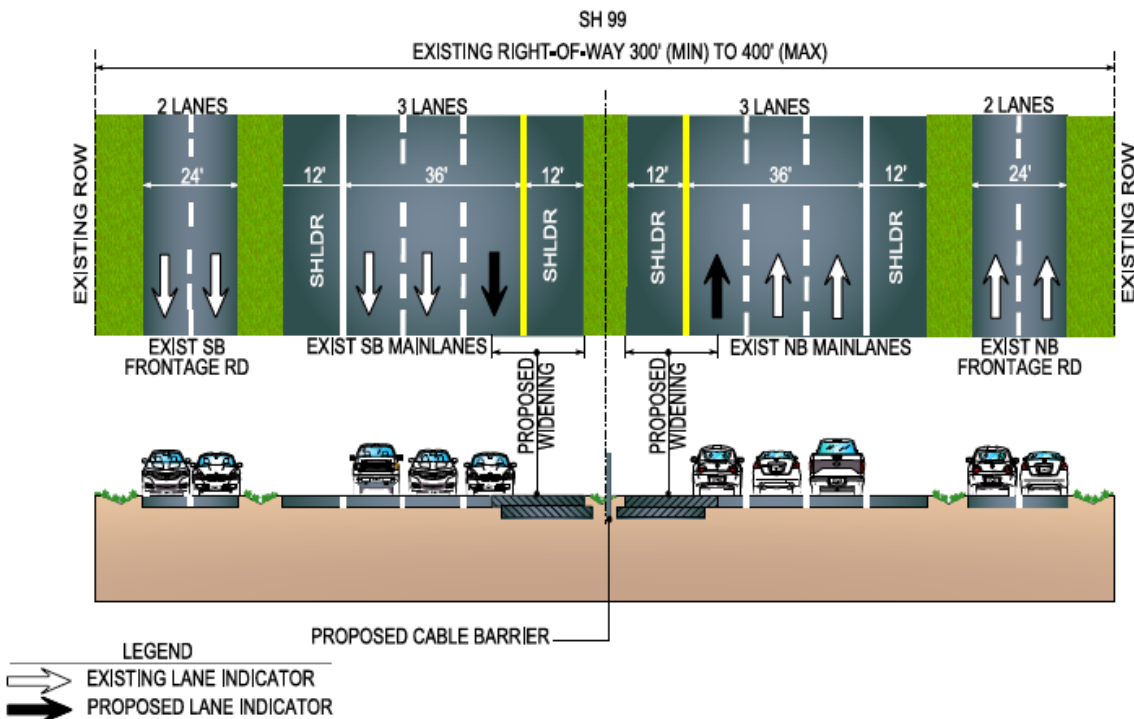 SH 99
EXISTING RIGHT-OF-WAY 300' (MIN) TO 400' (MAX)
2 LANES
3 LANES
3 LANES
2 LANES
EXISTING ROW
24'
12'
36'
12'
12'
36'
12'
24'
EXISTING ROW
SHLDR
SHLDR
SHLDR
SHLDR
EXIST SB
FRONTAGE RD
EXIST SB MAINLANES
EXIST NB MAINLANES
EXIST NB
FRONTAGE RD
PROPOSED
WIDENING
PROPOSED
WIDENING
PROPOSED CABLE BARRIER
LEGEND
EXISTING LANE INDICATOR
PROPOSED LANE INDICATOR